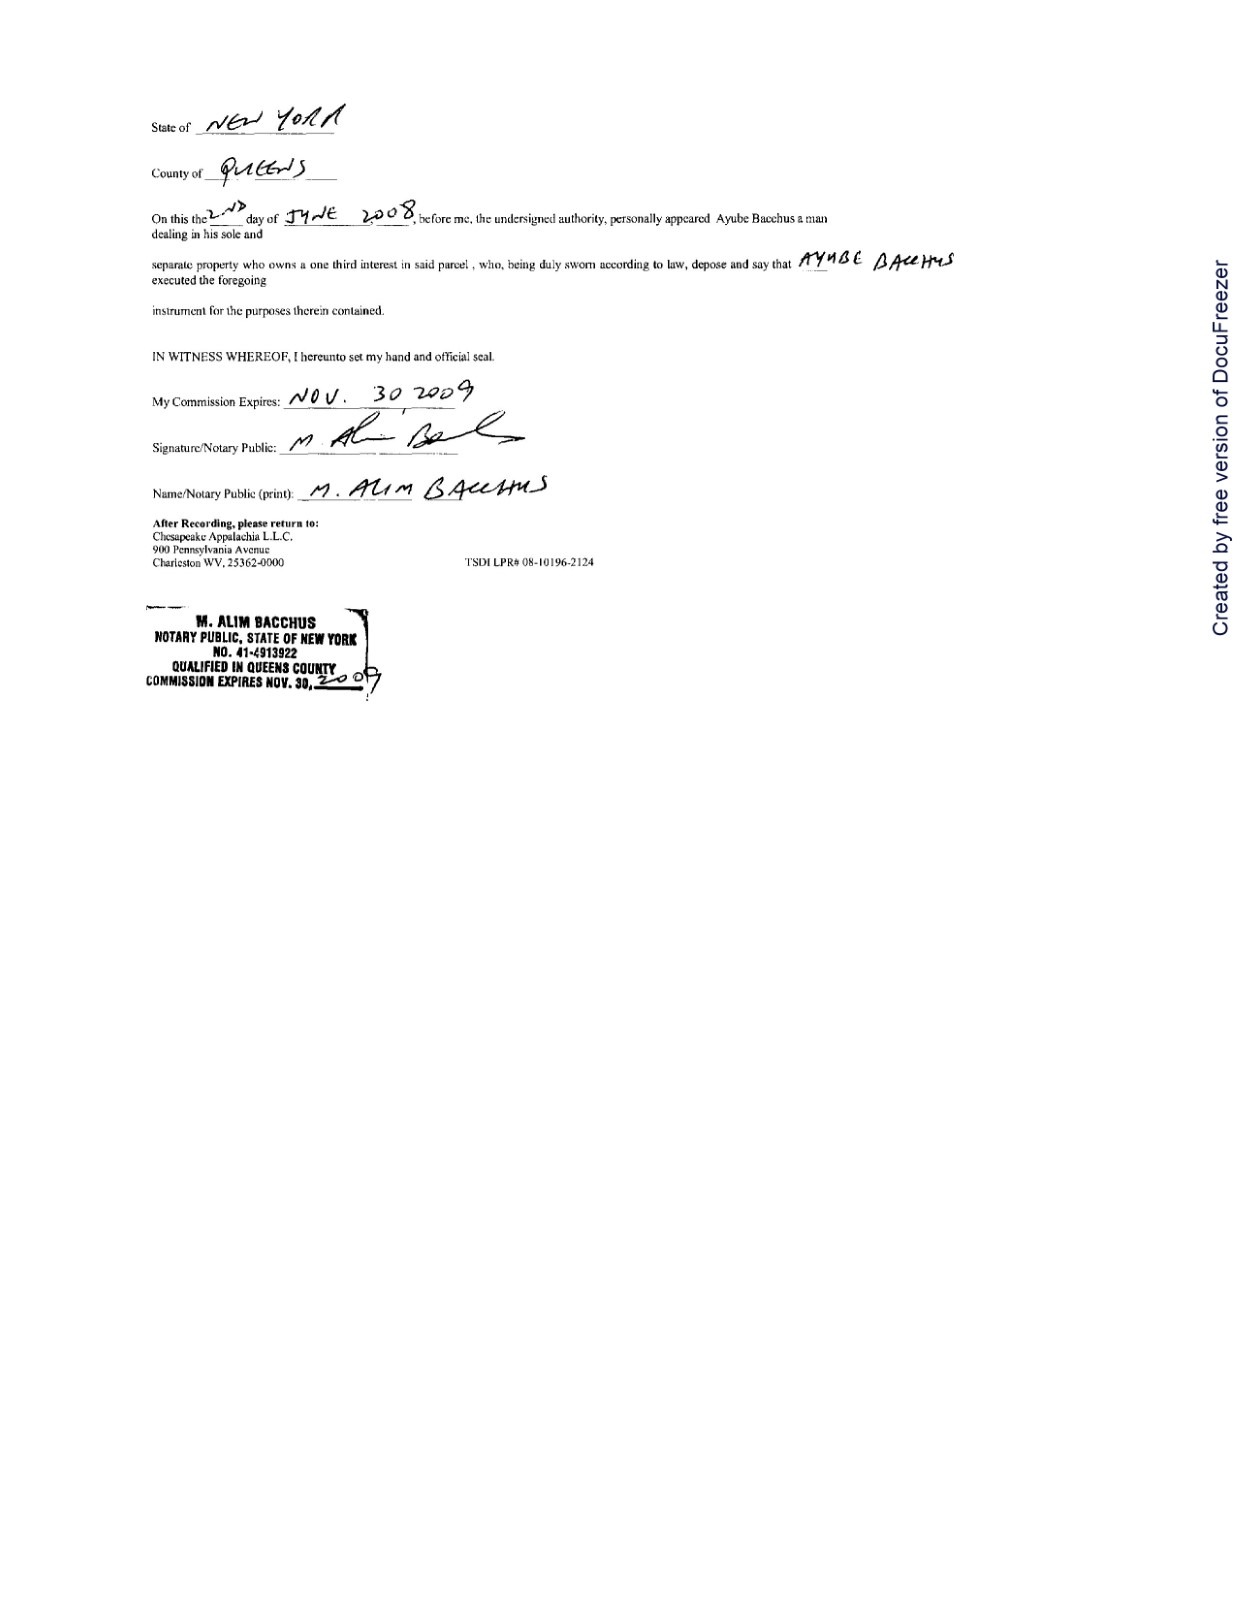 State of NEW YORK
County of QUEENS
On this the 2ND day of JUNE 2008, before me, the undersigned authority, personally appeared Ayube Bacchus a man
dealing in his sole and
separate property who owns a one third interest in said parcel , who, being duly sworn according to law, depose and say that AYUBE BACCHUS
executed the foregoing
instrument for the purposes therein contained.
IN WITNESS WHEREOF, I hereunto set my hand and official seal.
My Commission Expires: NOV. 30 2009
Signature/Notary Public: M. Alim Bacchus
Name/Notary Public (print): M. ALIM BACCHUS
After Recording, please return to:
Chesapeake Appalachia L.L.C.
900 Pennsylvania Avenue
Charleston WV, 25362-0000 TSDI LPR# 08-10196-2124
M. ALIM BACCHUS
NOTARY PUBLIC, STATE OF NEW YORK
NO. 41-4913922
QUALIFIED IN QUEENS COUNTY
COMMISSION EXPIRES NOV. 30, 2009
Created by free version of DocuFreezer